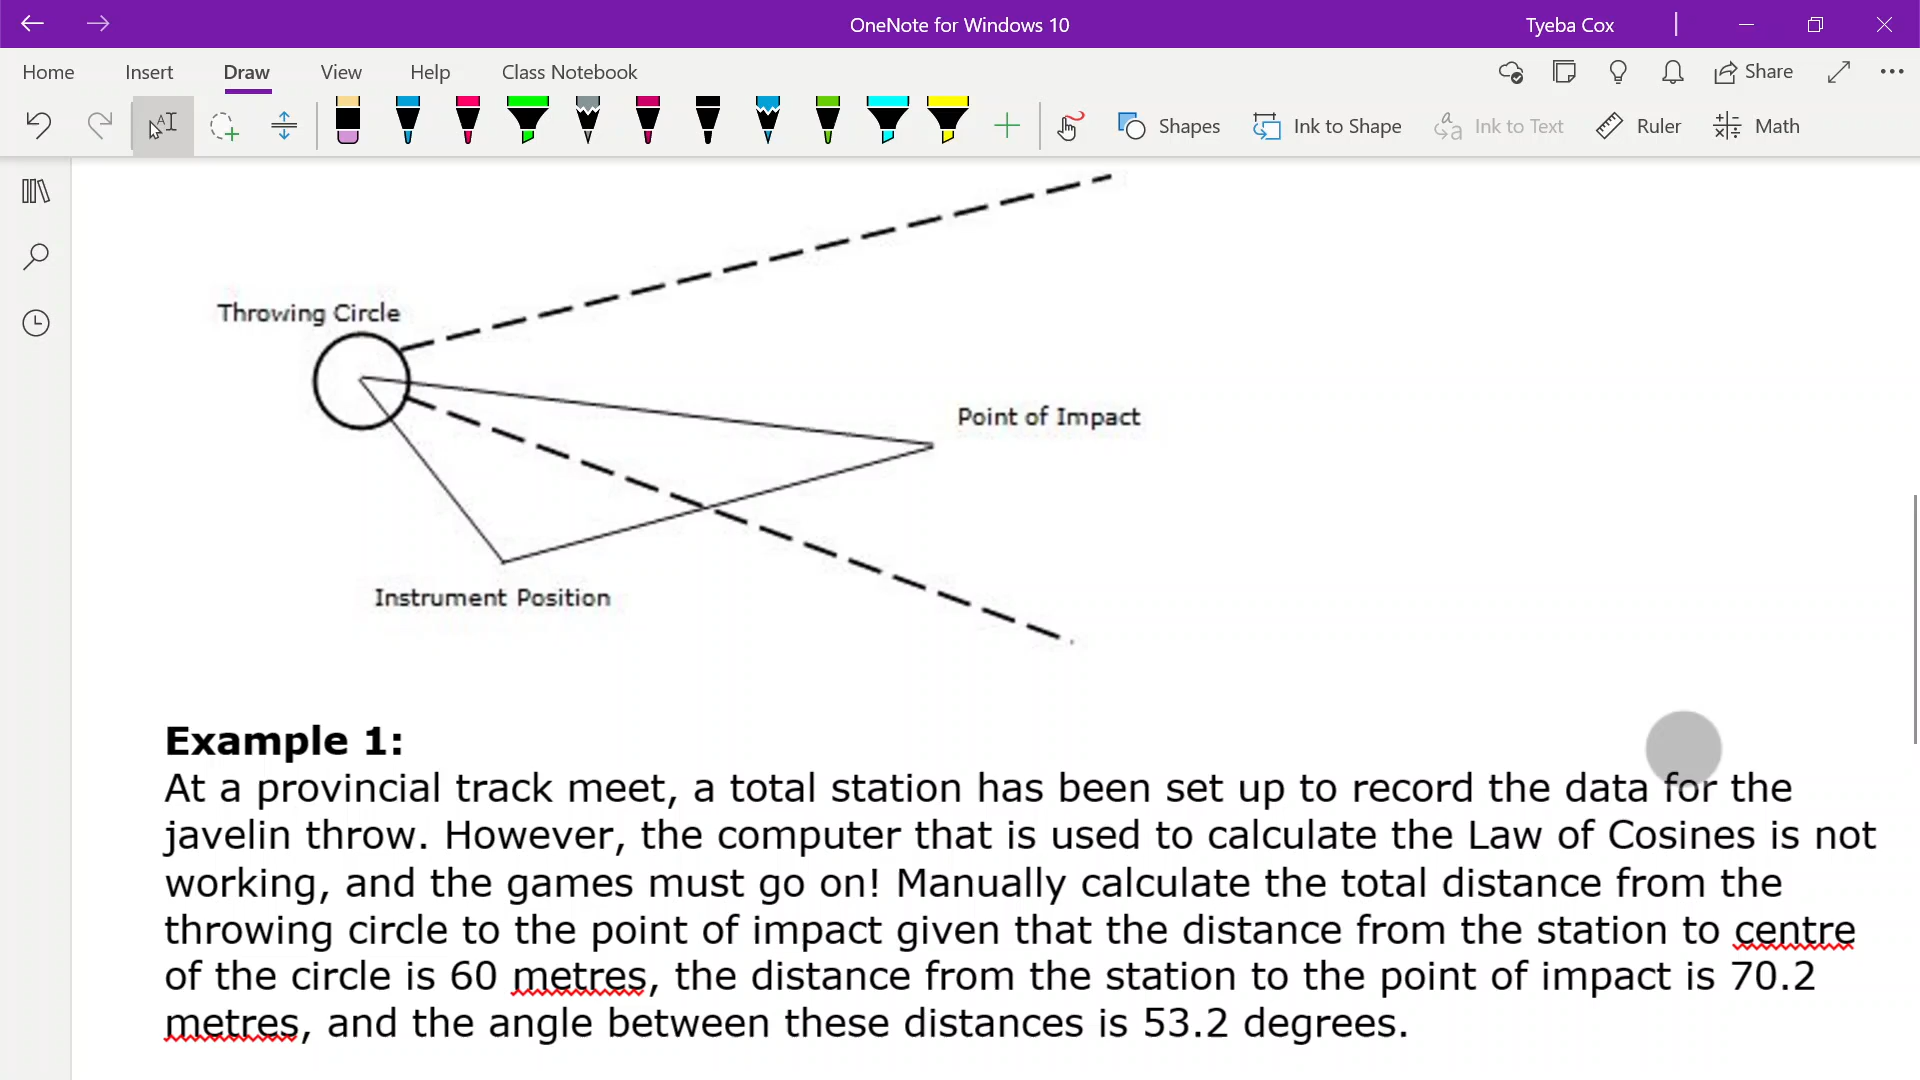 OneNote for Windows 10
Tyeba Cox
Home Insert Draw View Help Class Notebook
Share
Shapes Ink to Shape Ink to Text Ruler Math
Throwing Circle
Point of Impact
Instrument Position
Example 1:
At a provincial track meet, a total station has been set up to record the data for the
javelin throw. However, the computer that is used to calculate the Law of Cosines is not
working, and the games must go on! Manually calculate the total distance from the
throwing circle to the point of impact given that the distance from the station to centre
of the circle is 60 metres, the distance from the station to the point of impact is 70.2
metres, and the angle between these distances is 53.2 degrees.